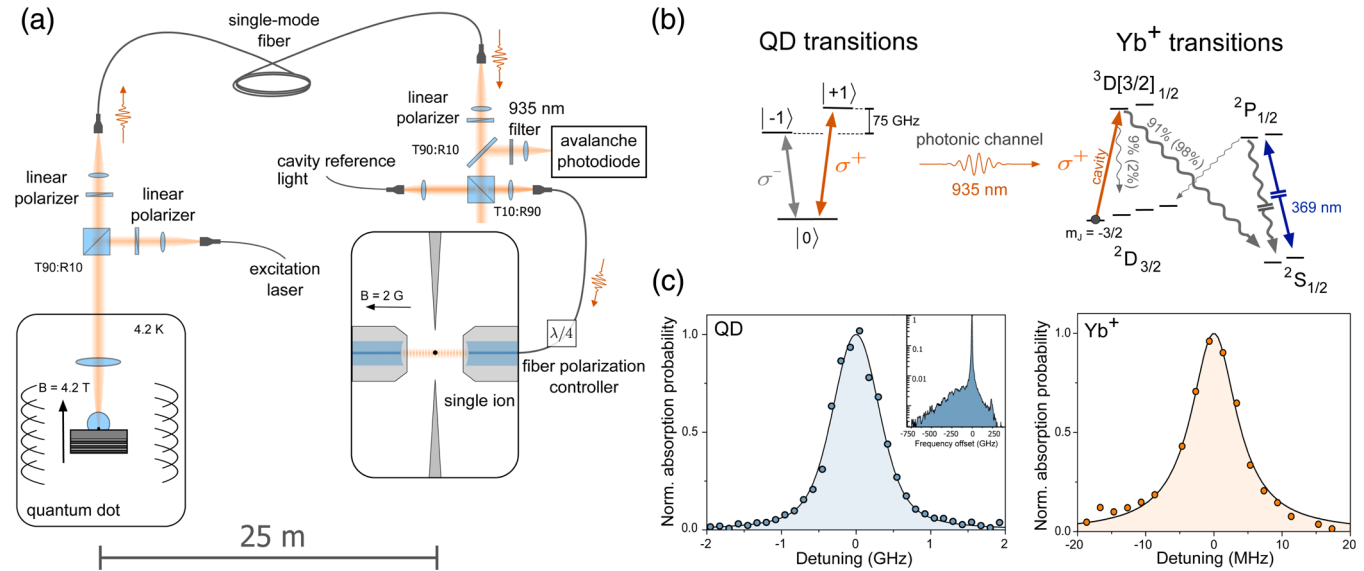 (a)
single-mode
fiber
linear
polarizer
935 nm
filter
T90:R10
avalanche
photodiode
cavity reference
light
T10:R90
linear
polarizer
linear
polarizer
T90:R10
excitation
laser
4.2 K
B = 4.2 T
quantum dot
B = 2 G
λ/4
fiber polarization
controller
single ion
25 m
(b)
QD transitions
Yb⁺ transitions
|+1⟩
|-1⟩
75 GHz
σ⁻
σ⁺
|0⟩
photonic channel
935 nm
³D[3/2]₁/₂
²P₁/₂
σ⁺
cavity
9% (2%)
91% (98%)
369 nm
mJ = -3/2
²D₃/₂
²S₁/₂
(c)
QD
Norm. absorption probability
1.0
0.5
0.0
-2
-1
0
1
2
Detuning (GHz)
1
0.1
0.01
-750
-500
-250
0
250
Frequency offset (GHz)
Yb⁺
Norm. absorption probability
1.0
0.5
0.0
-20
-10
0
10
20
Detuning (MHz)